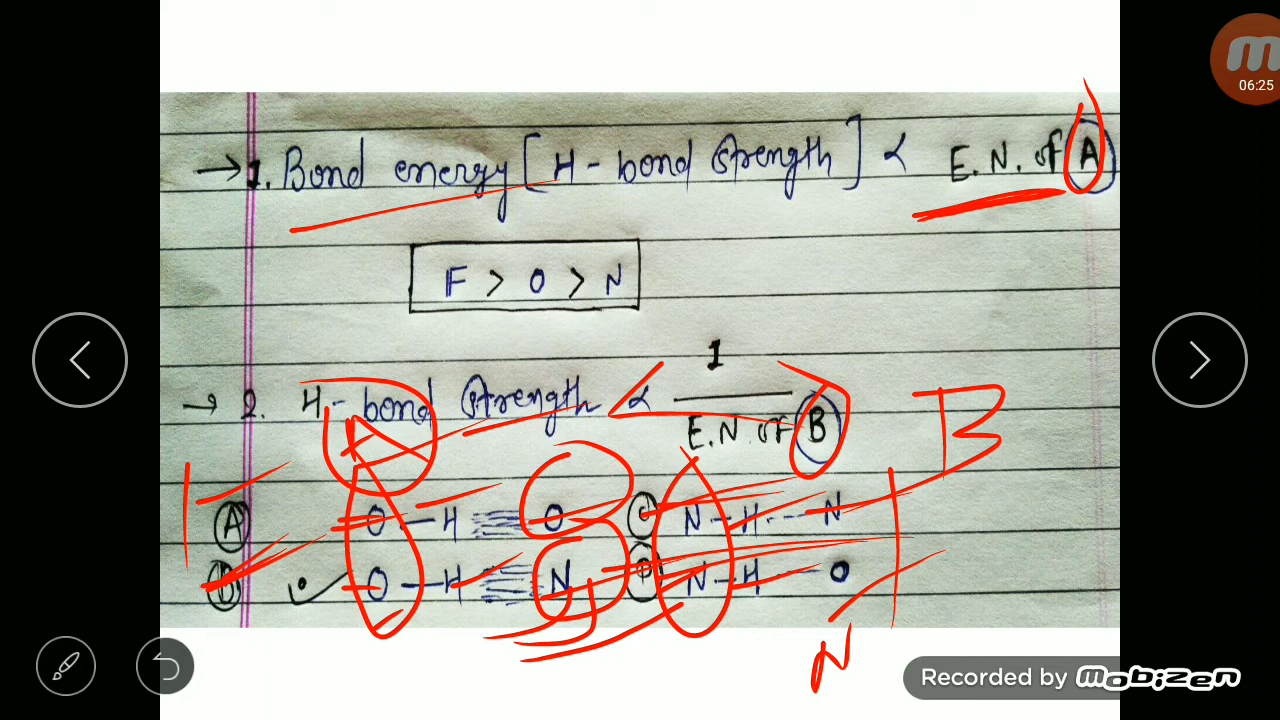 06:25
→ 1. Bond energy [H - bond strength] ∝ E.N. of A
F > O > N
→ 2. H - bond strength ∝ 1 / E.N. of B
B
A O - H O C N - H --- N
B O - H N D N - H --- O
N
Recorded by mobizen